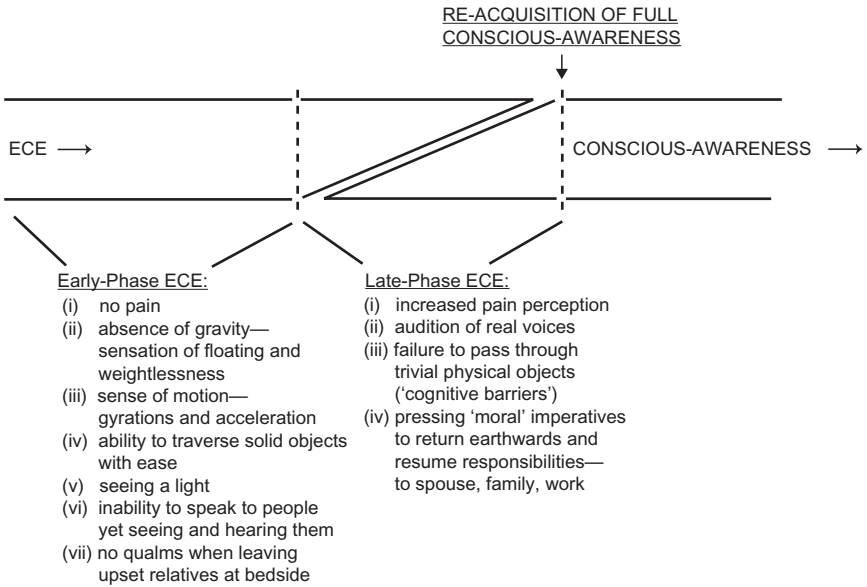 RE-ACQUISITION OF FULL
CONSCIOUS-AWARENESS
ECE →
CONSCIOUS-AWARENESS →
Early-Phase ECE:
(i) no pain
(ii) absence of gravity—
sensation of floating and
weightlessness
(iii) sense of motion—
gyrations and acceleration
(iv) ability to traverse solid objects
with ease
(v) seeing a light
(vi) inability to speak to people
yet seeing and hearing them
(vii) no qualms when leaving
upset relatives at bedside
Late-Phase ECE:
(i) increased pain perception
(ii) audition of real voices
(iii) failure to pass through
trivial physical objects
(‘cognitive barriers’)
(iv) pressing ‘moral’ imperatives
to return earthwards and
resume responsibilities—
to spouse, family, work